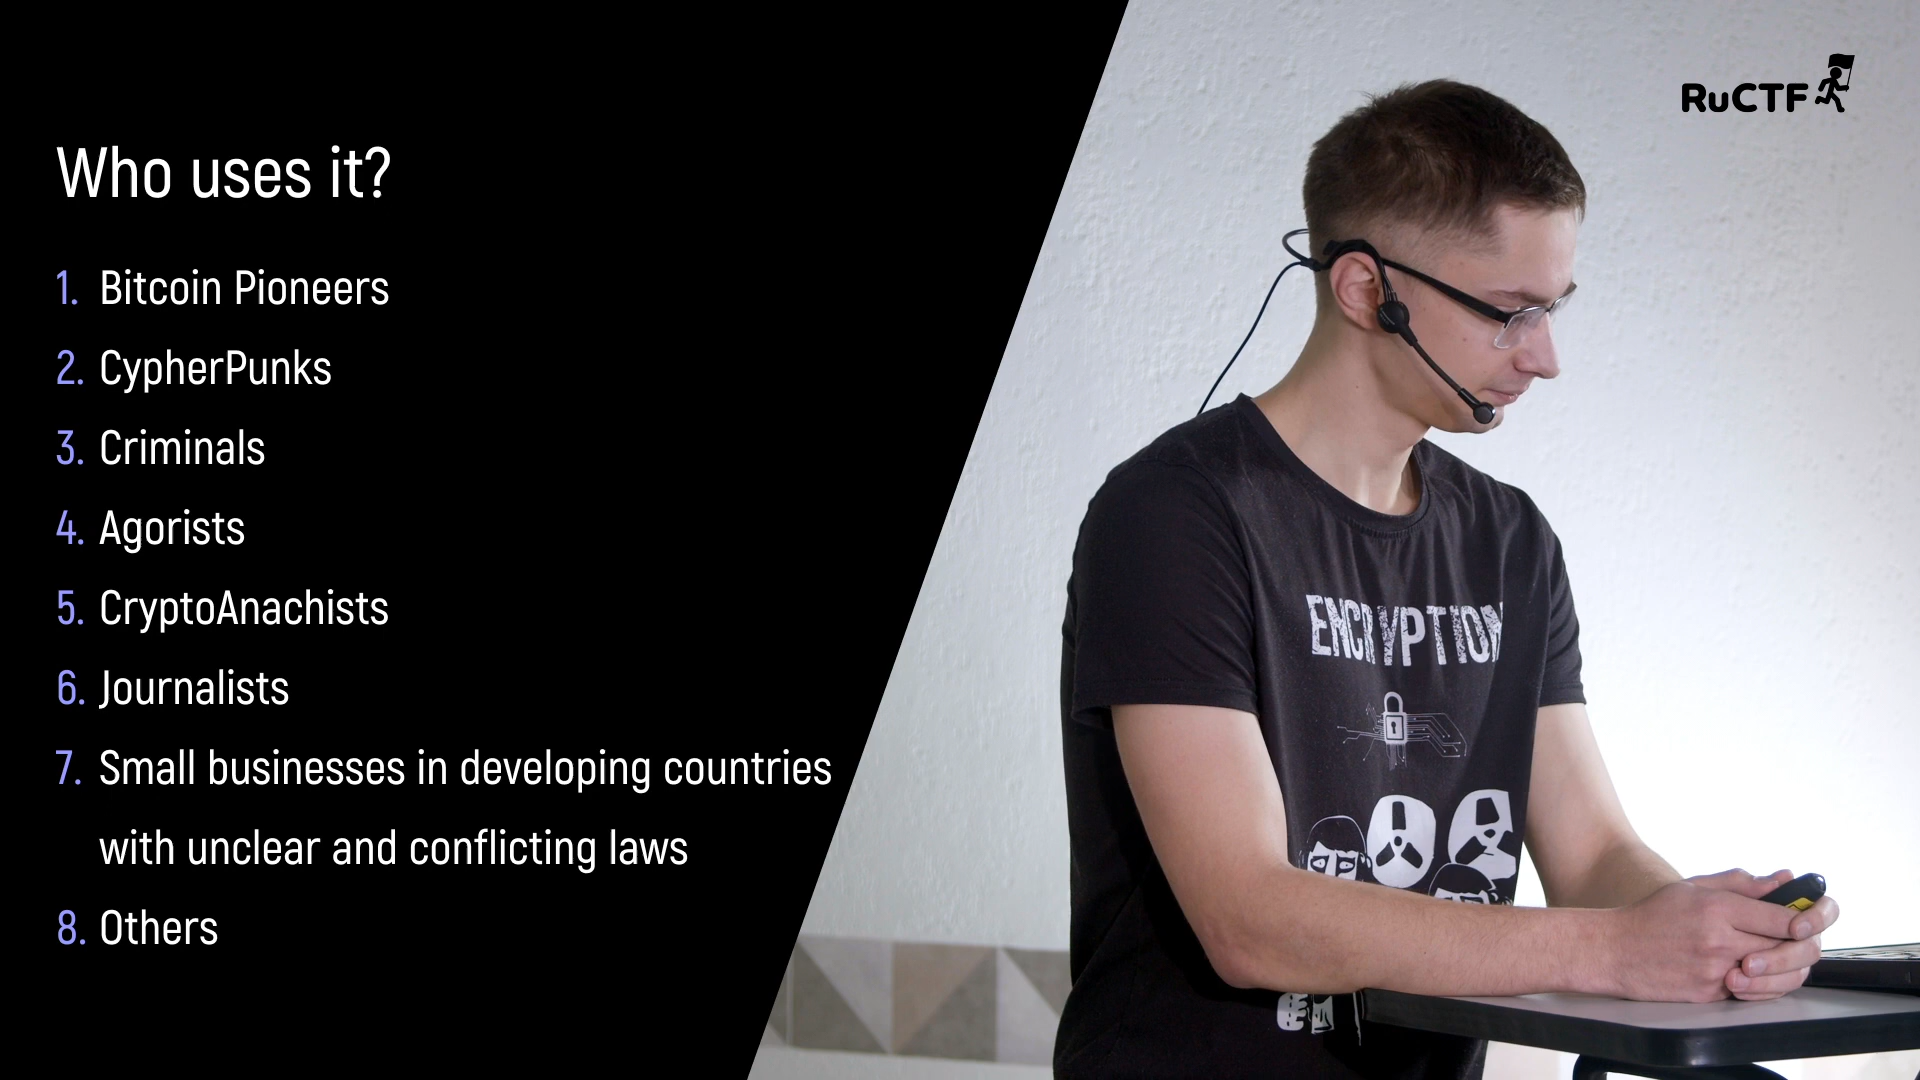 RuCTF
Who uses it?
1. Bitcoin Pioneers
2. CypherPunks
3. Criminals
4. Agorists
5. CryptoAnachists
6. Journalists
7. Small businesses in developing countries
with unclear and conflicting laws
8. Others
ENCRYPTION